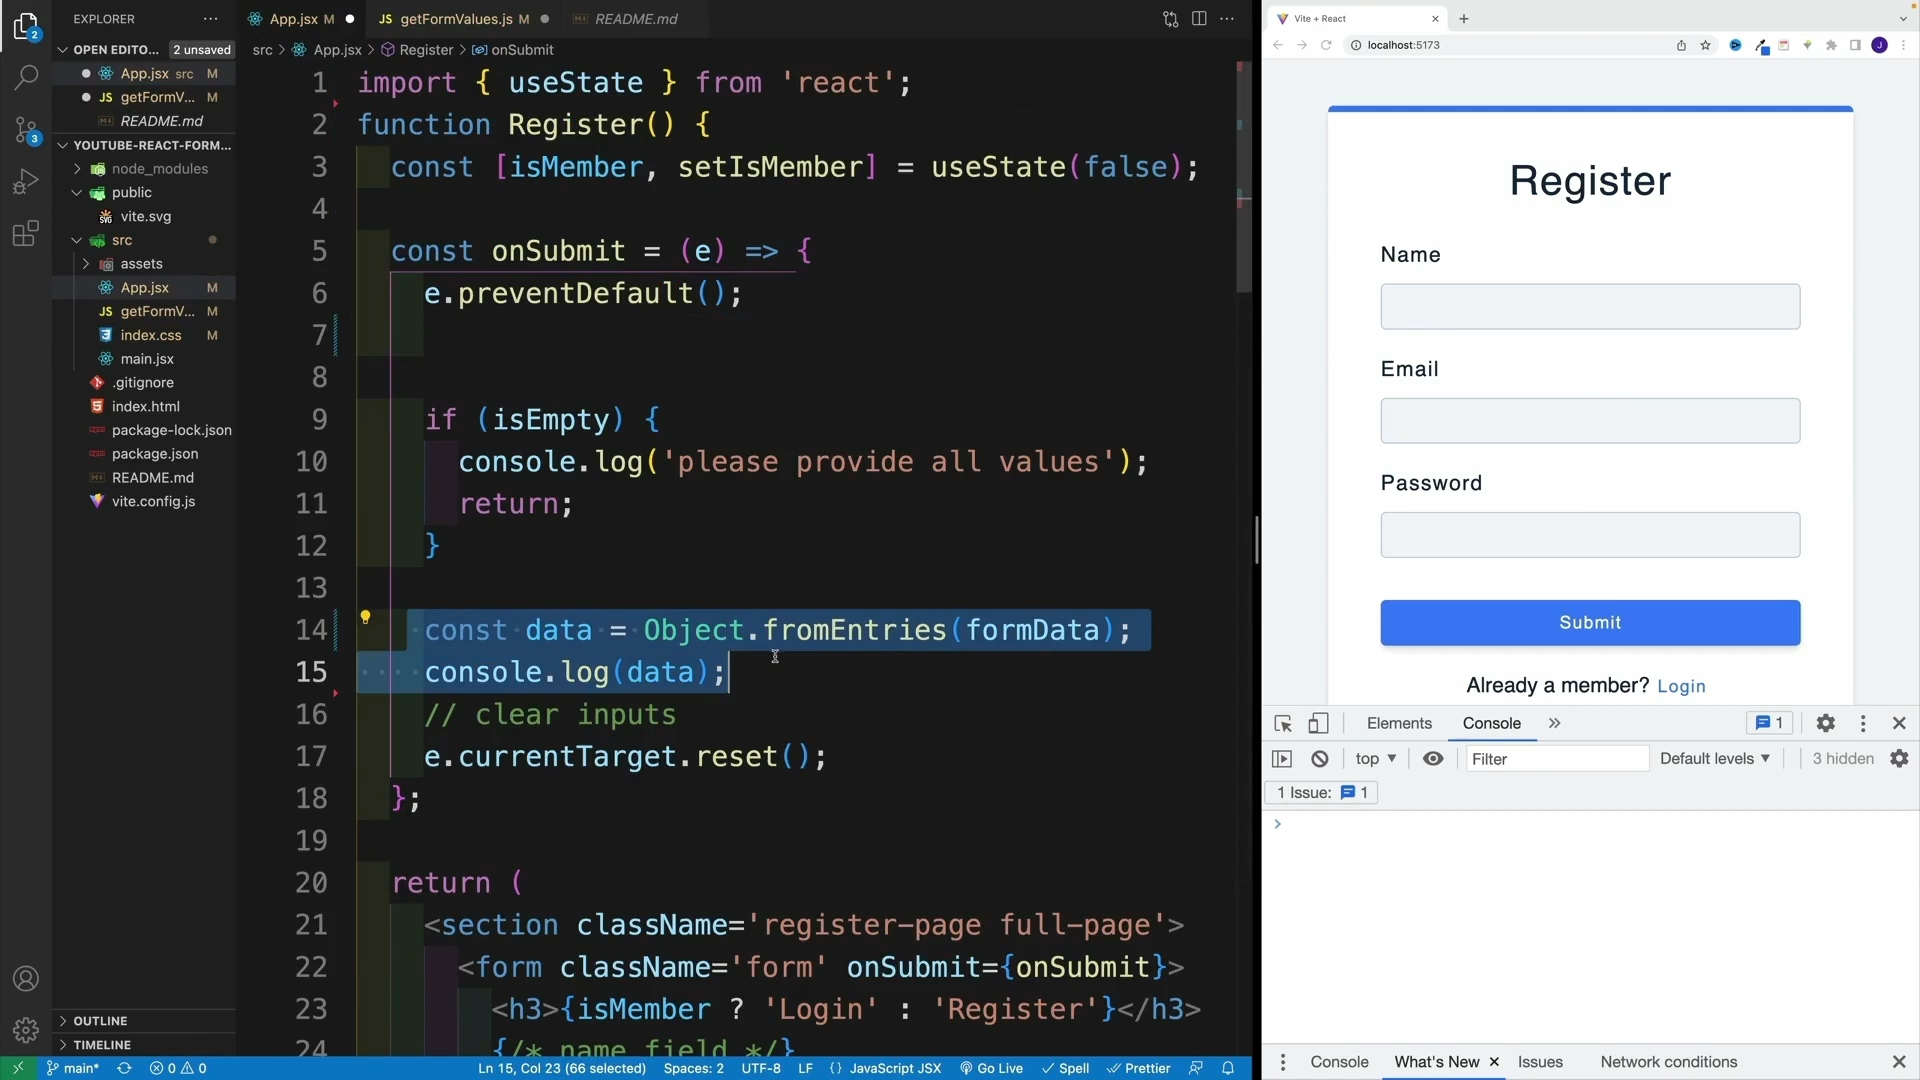 EXPLORER
OPEN EDITO... 2 unsaved
App.jsx src M
getFormV... M
README.md
YOUTUBE-REACT-FORM...
node_modules
public
vite.svg
src
assets
App.jsx M
JS getFormV... M
index.css M
main.jsx
.gitignore
index.html
package-lock.json
package.json
README.md
vite.config.js
OUTLINE
TIMELINE
App.jsx M
JS getFormValues.js M
README.md
src > App.jsx > Register > onSubmit
1 import { useState } from 'react';
2 function Register() {
3 const [isMember, setIsMember] = useState(false);
4
5 const onSubmit = (e) => {
6 e.preventDefault();
7
8
9 if (isEmpty) {
10 console.log('please provide all values');
11 return;
12 }
13
14 const data = Object.fromEntries(formData);
15 console.log(data);
16 // clear inputs
17 e.currentTarget.reset();
18 };
19
20 return (
21 <section className='register-page full-page'>
22 <form className='form' onSubmit={onSubmit}>
23 <h3>{isMember ? 'Login' : 'Register'}</h3>
24 {/* name field */}
main* 0 0 Ln 15, Col 23 (66 selected) Spaces: 2 UTF-8 LF {} JavaScript JSX Go Live Spell Prettier
Vite + React
localhost:5173
Register
Name
Email
Password
Submit
Already a member? Login
Elements Console 1
top Filter Default levels 3 hidden
1 Issue: 1
Console What's New Issues Network conditions